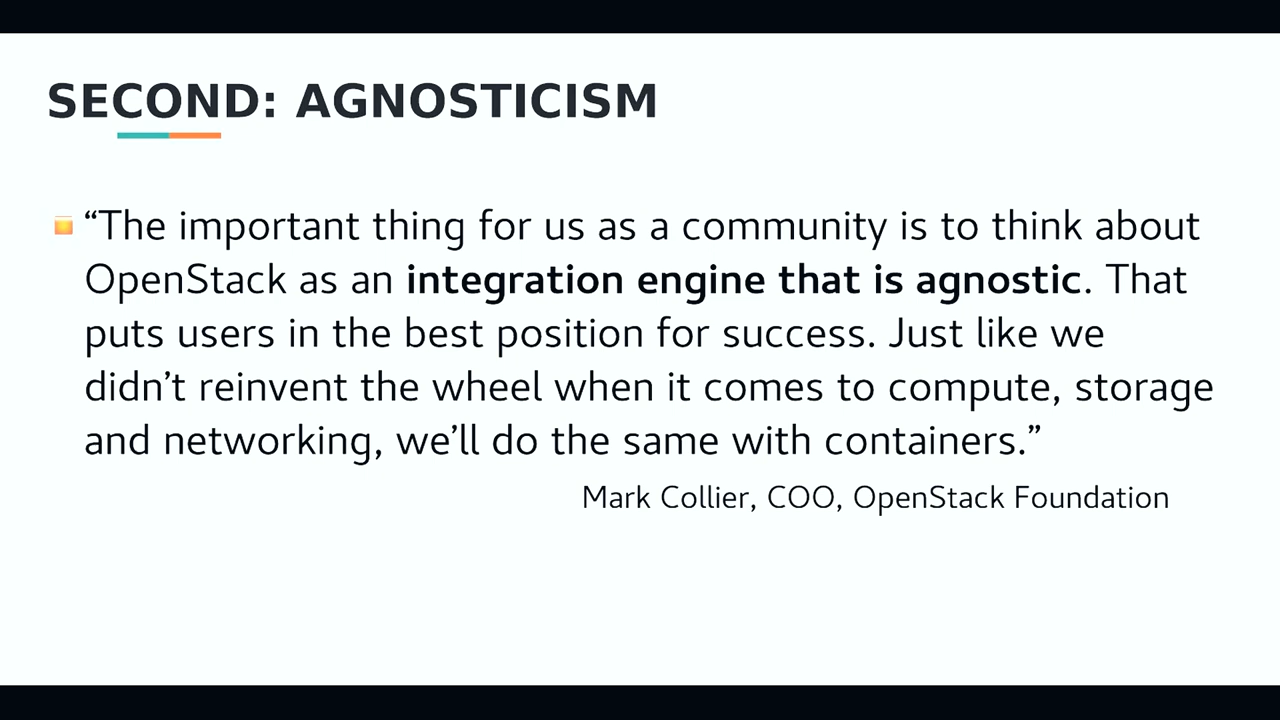 SECOND: AGNOSTICISM
“The important thing for us as a community is to think about
OpenStack as an integration engine that is agnostic. That
puts users in the best position for success. Just like we
didn’t reinvent the wheel when it comes to compute, storage
and networking, we’ll do the same with containers.”
Mark Collier, COO, OpenStack Foundation